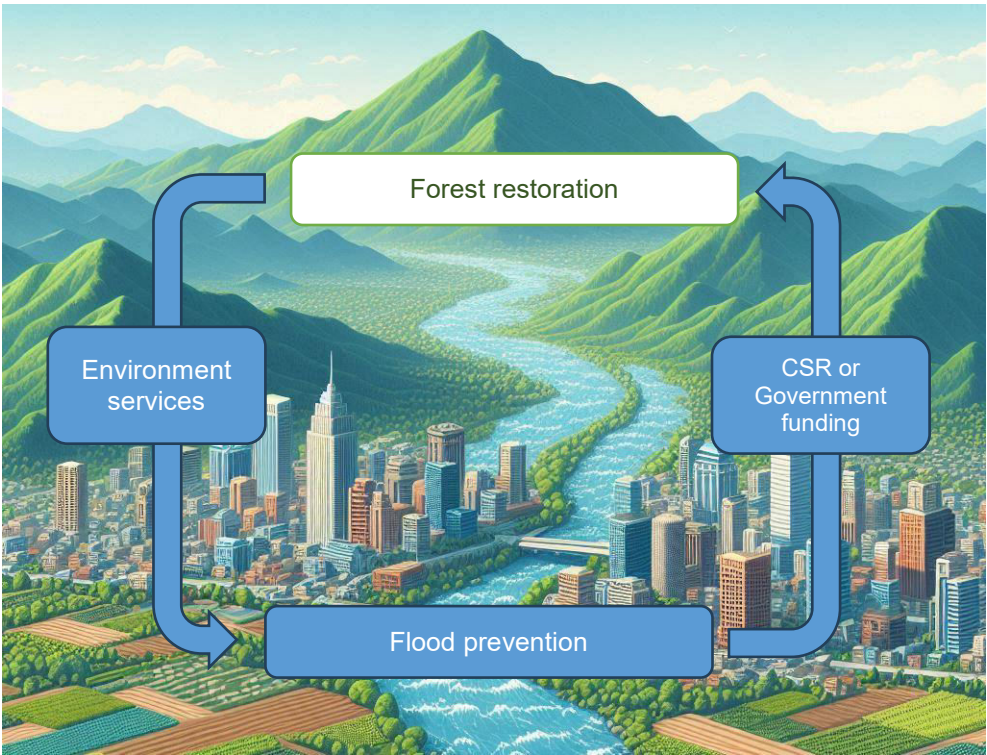 Forest restoration
Environment
services
CSR or
Government
funding
Flood prevention